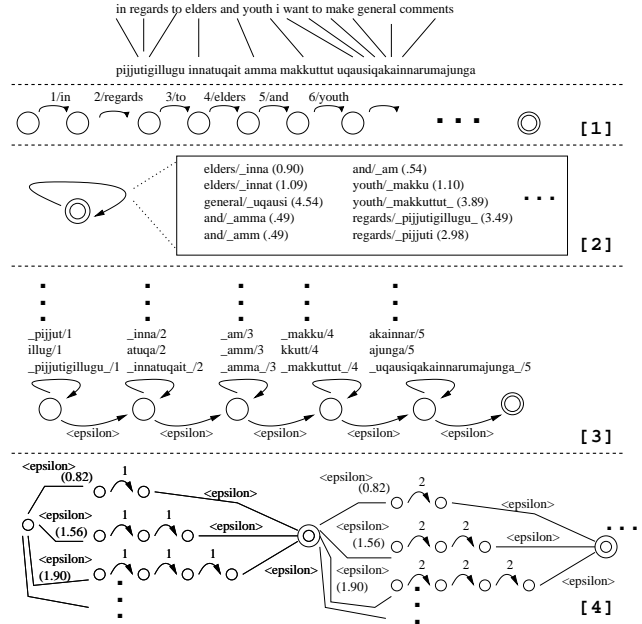 in regards to elders and youth i want to make general comments
pijjutigillugu innatuqait amma makkuttut uqausiqakainnarumajunga
1/in 2/regards 3/to 4/elders 5/and 6/youth
[1]
elders/_inna (0.90) and/_am (.54)
elders/_innat (1.09) youth/_makku (1.10)
general/_uqausi (4.54) youth/_makkuttut_ (3.89)
and/_amma (.49) regards/_pijjutigillugu_ (3.49)
and/_amm (.49) regards/_pijjuti (2.98)
[2]
_pijjut/1 _inna/2 _am/3 _makku/4 akainnar/5
illug/1 atuqa/2 _amm/3 kkutt/4 ajunga/5
_pijjutigillugu_/1 _innatuqait_/2 _amma_/3 _makkuttut_/4 _uqausiqakainnarumajunga_/5
<epsilon> <epsilon> <epsilon> <epsilon> <epsilon>
[3]
<epsilon> 1 <epsilon> 2
(0.82) <epsilon> (0.82) <epsilon>
<epsilon> 1 1 <epsilon> <epsilon> 2 2
(1.56) (1.56)
<epsilon> 1 1 1 <epsilon> <epsilon> 2 2 2 <epsilon>
(1.90) (1.90)
[4]